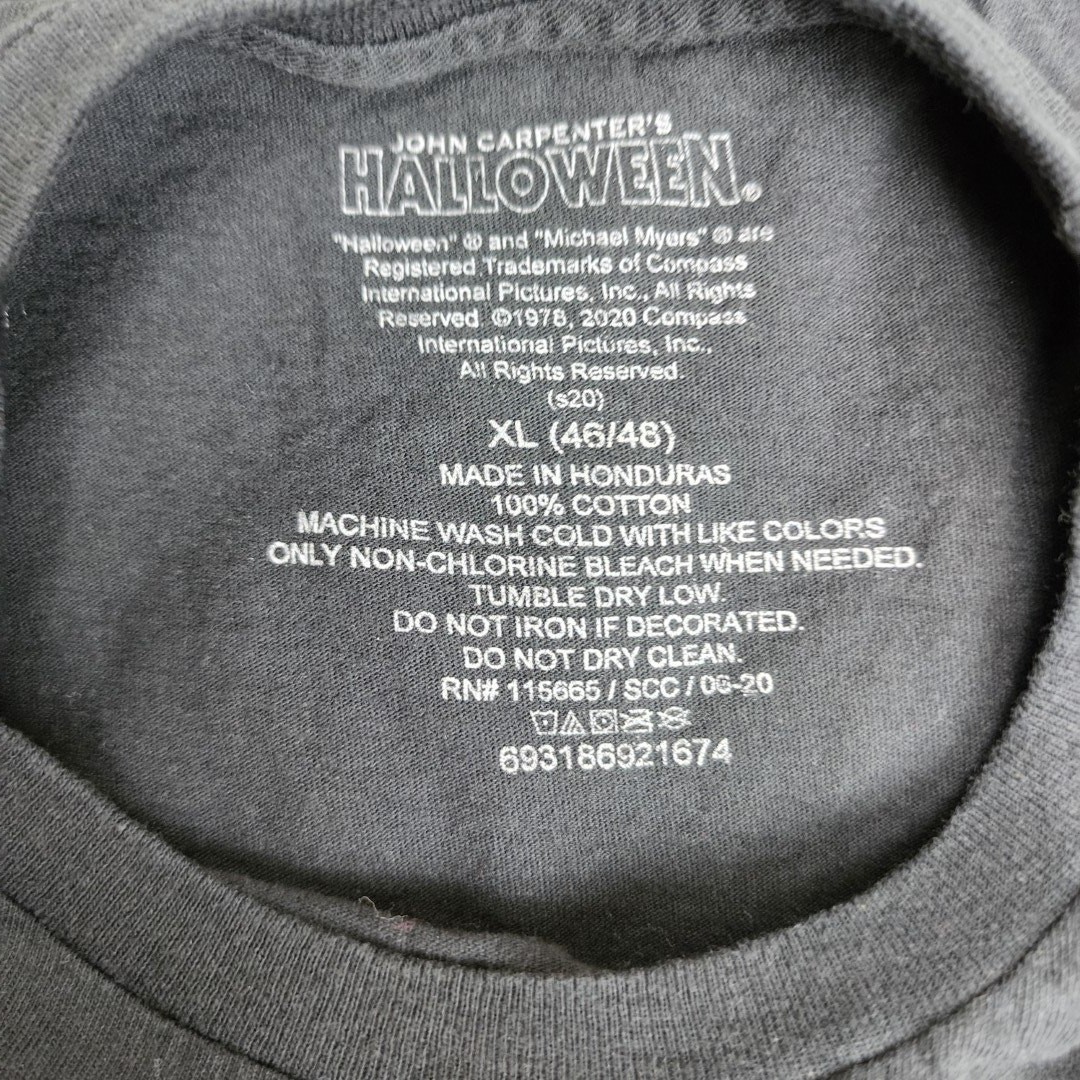 JOHN CARPENTER'S
HALLOWEEN®
"Halloween" ® and "Michael Myers" ® are
Registered Trademarks of Compass
International Pictures, Inc., All Rights
Reserved. ©1978, 2020 Compass
International Pictures, Inc.,
All Rights Reserved.
(s20)
XL (46/48)
MADE IN HONDURAS
100% COTTON
MACHINE WASH COLD WITH LIKE COLORS
ONLY NON-CHLORINE BLEACH WHEN NEEDED.
TUMBLE DRY LOW.
DO NOT IRON IF DECORATED.
DO NOT DRY CLEAN.
RN# 115665 / SCC / 06-20
693186921674